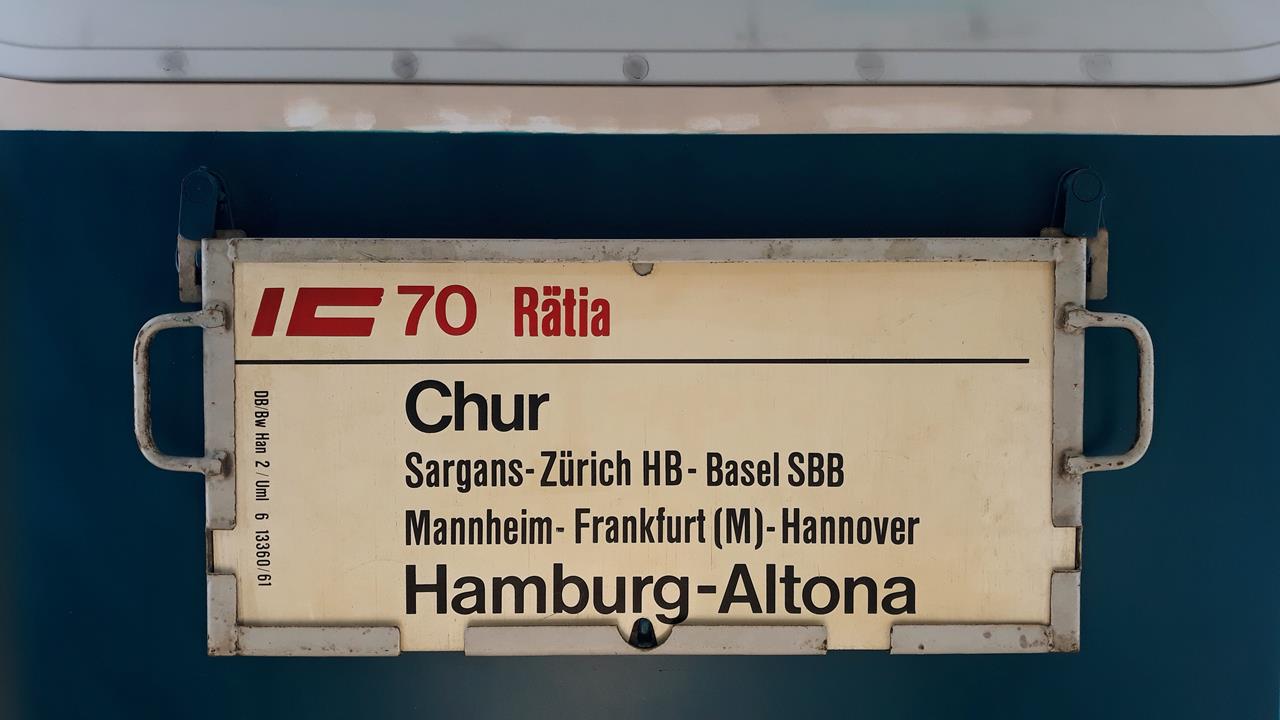 IC 70 Rätia
Chur
Sargans-Zürich HB-Basel SBB
Mannheim-Frankfurt (M)-Hannover
Hamburg-Altona
DB/Bw Han 2 / Uml 6 13360/61